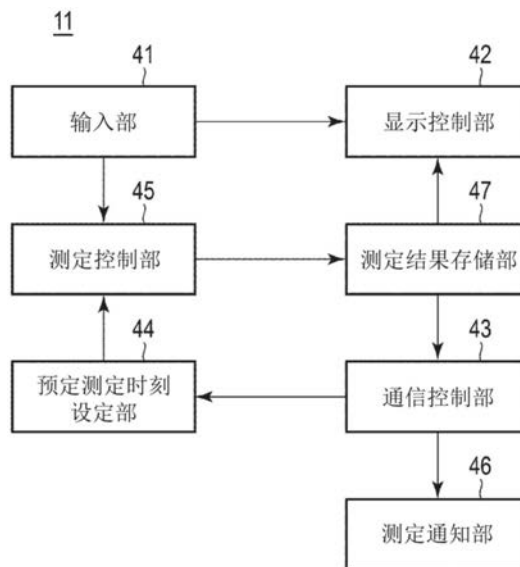 11
41
42
输入部
显示控制部
45
47
测定控制部
测定结果存储部
44
43
预定测定时刻
设定部
通信控制部
46
测定通知部